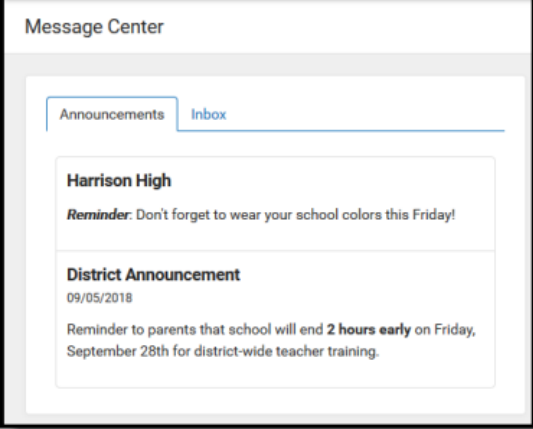 Message Center
Announcements Inbox
Harrison High
Reminder: Don't forget to wear your school colors this Friday!
District Announcement
09/05/2018
Reminder to parents that school will end 2 hours early on Friday,
September 28th for district-wide teacher training.